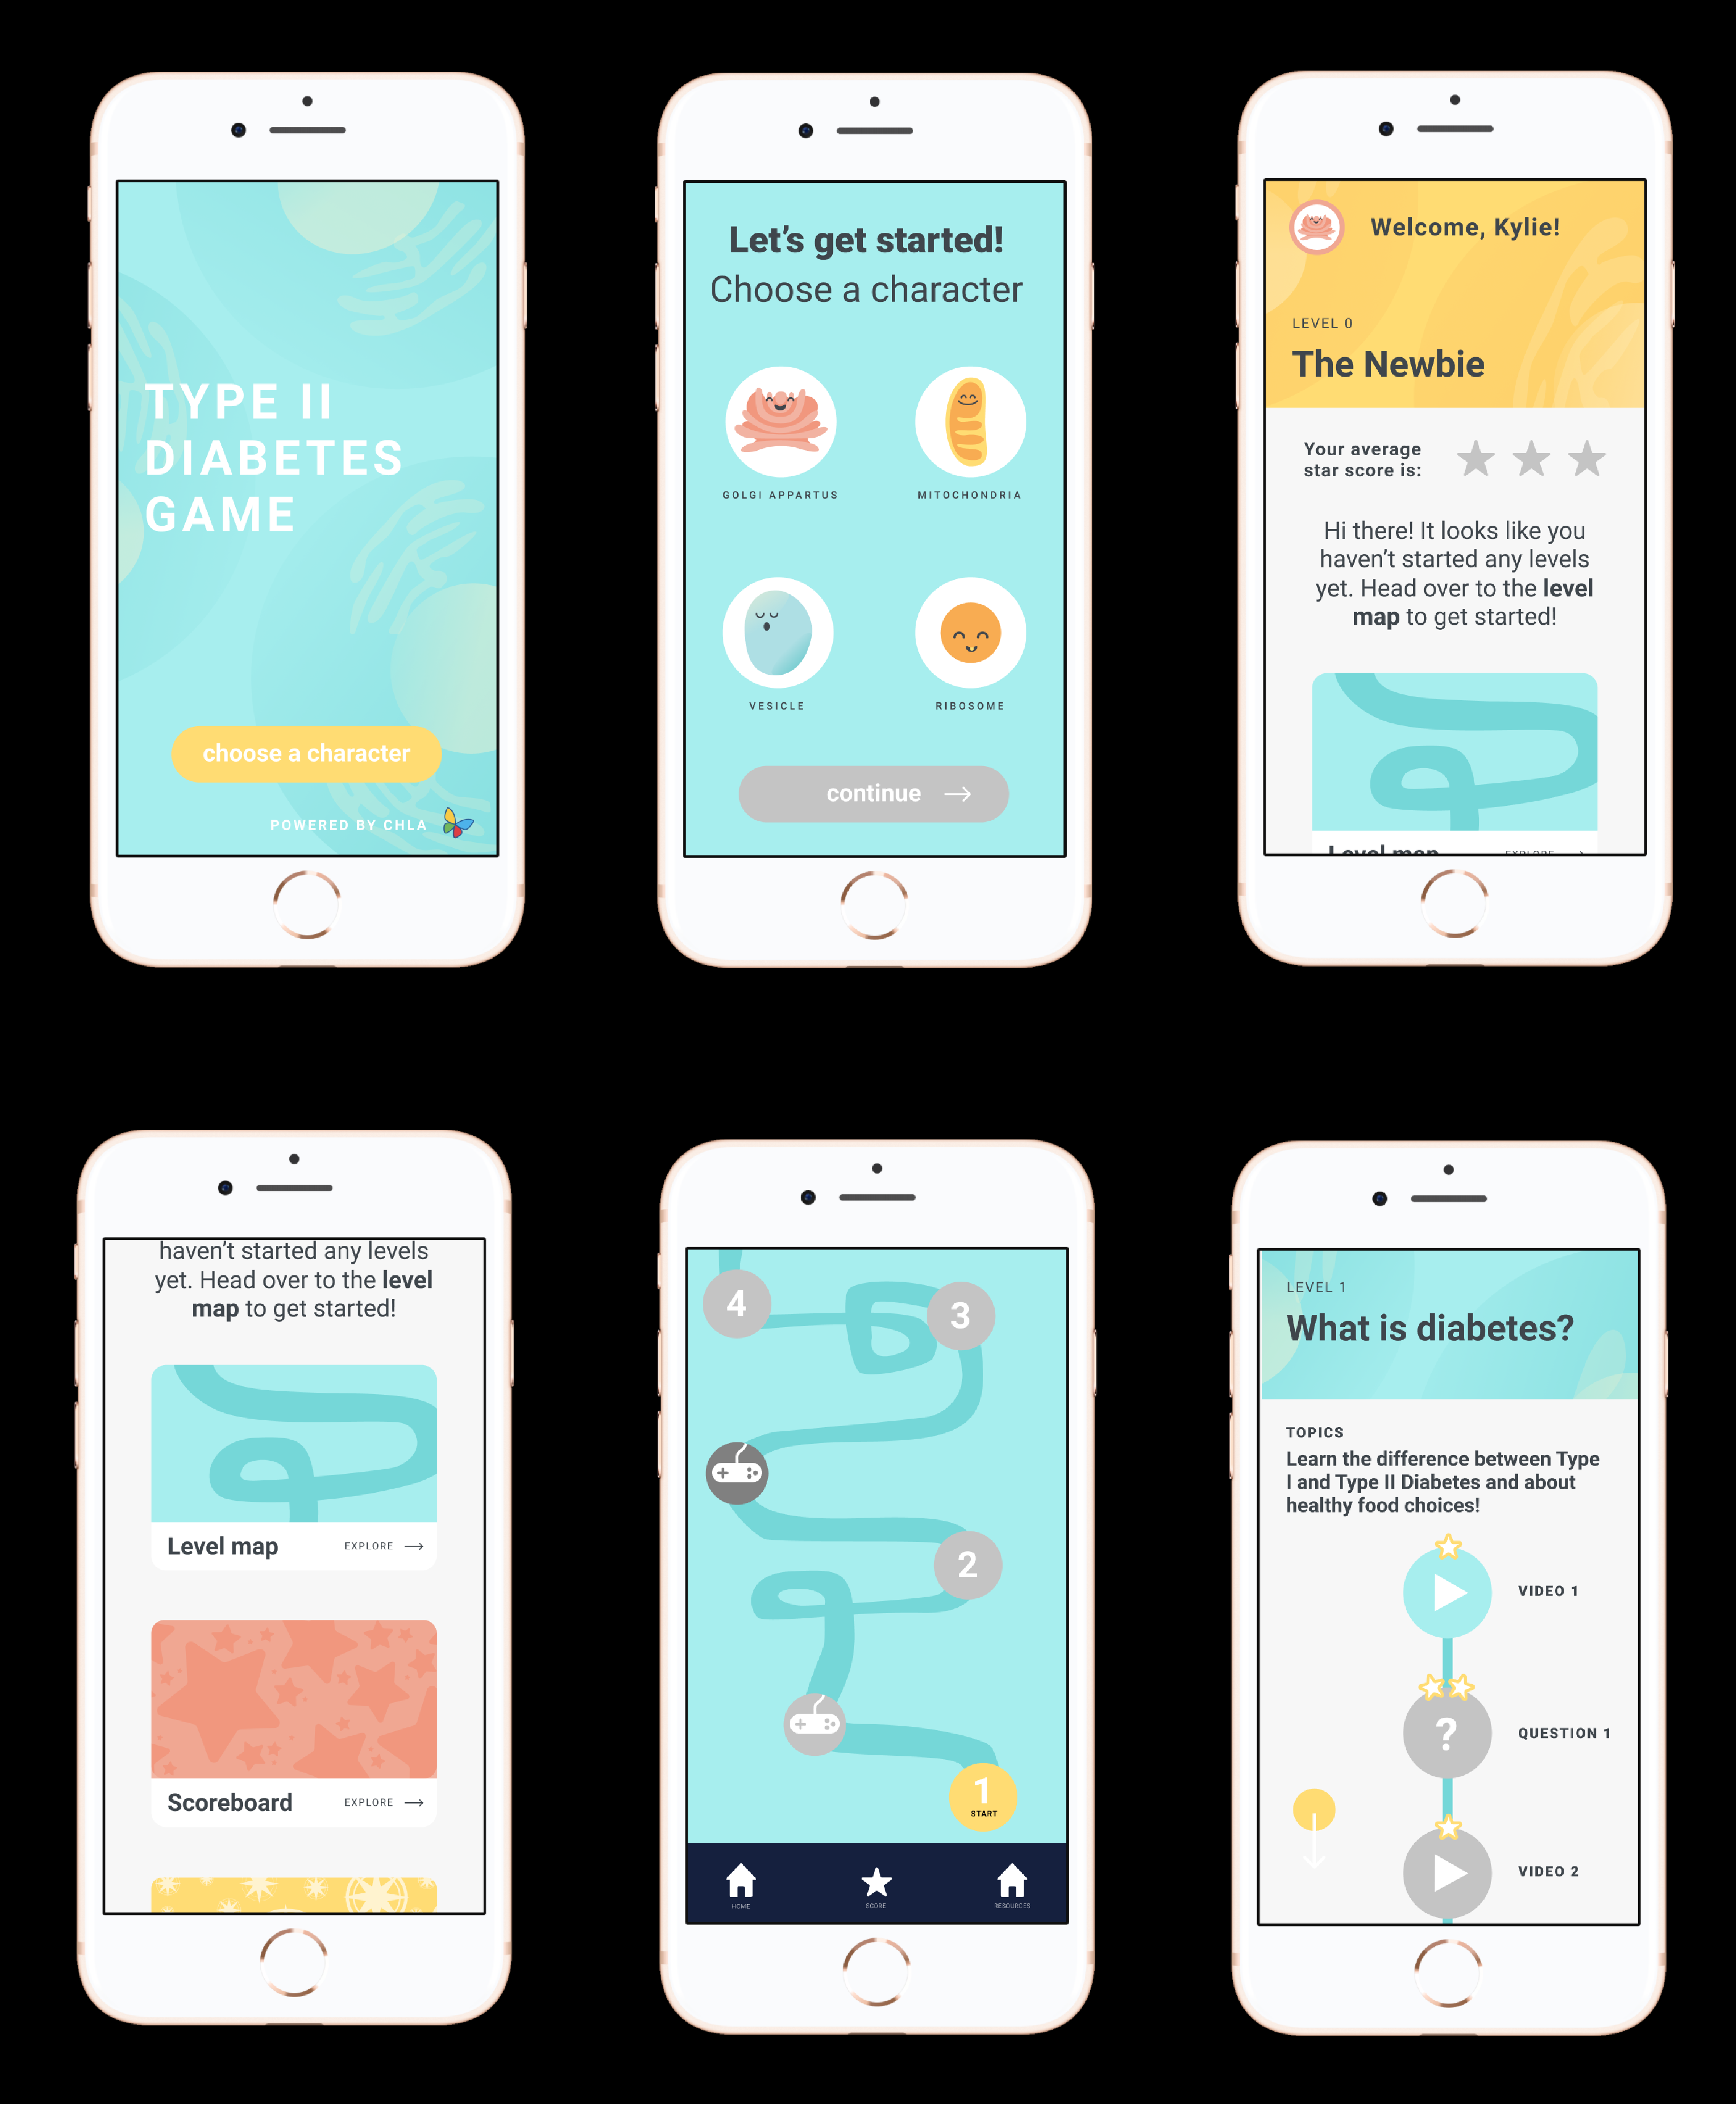 TYPE II
DIABETES
GAME
choose a character
POWERED BY CHLA
Let's get started!
Choose a character
GOLGI APPARTUS
MITOCHONDRIA
VESICLE
RIBOSOME
continue
Welcome, Kylie!
LEVEL 0
The Newbie
Your average
star score is:
Hi there! It looks like you
haven't started any levels
yet. Head over to the level
map to get started!
Level map
EXPLORE
haven't started any levels
yet. Head over to the level
map to get started!
Level map
EXPLORE
Scoreboard
EXPLORE
4
3
2
1
START
HOME
SCORE
RESOURCES
LEVEL 1
What is diabetes?
TOPICS
Learn the difference between Type
I and Type II Diabetes and about
healthy food choices!
VIDEO 1
?
QUESTION 1
VIDEO 2